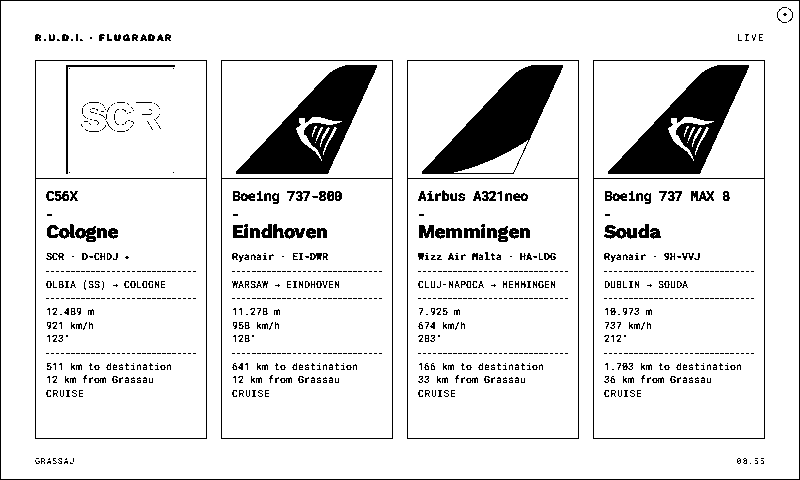 R.U.D.I. · FLUGRADAR
LIVE
SCR
C56X
-
Cologne
SCR · D-CHDJ
OLBIA (SS) → COLOGNE
12.489 m
921 km/h
123°
511 km to destination
12 km from Grassau
CRUISE
Boeing 737-800
-
Eindhoven
Ryanair · EI-DWR
WARSAW → EINDHOVEN
11.278 m
958 km/h
128°
641 km to destination
12 km from Grassau
CRUISE
Airbus A321neo
-
Memmingen
Wizz Air Malta · HA-LDG
CLUJ-NAPOCA → MEMMINGEN
7.925 m
674 km/h
283°
166 km to destination
33 km from Grassau
CRUISE
Boeing 737 MAX 8
-
Souda
Ryanair · 9H-VVJ
DUBLIN → SOUDA
10.973 m
737 km/h
212°
1.703 km to destination
36 km from Grassau
CRUISE
GRASSAU